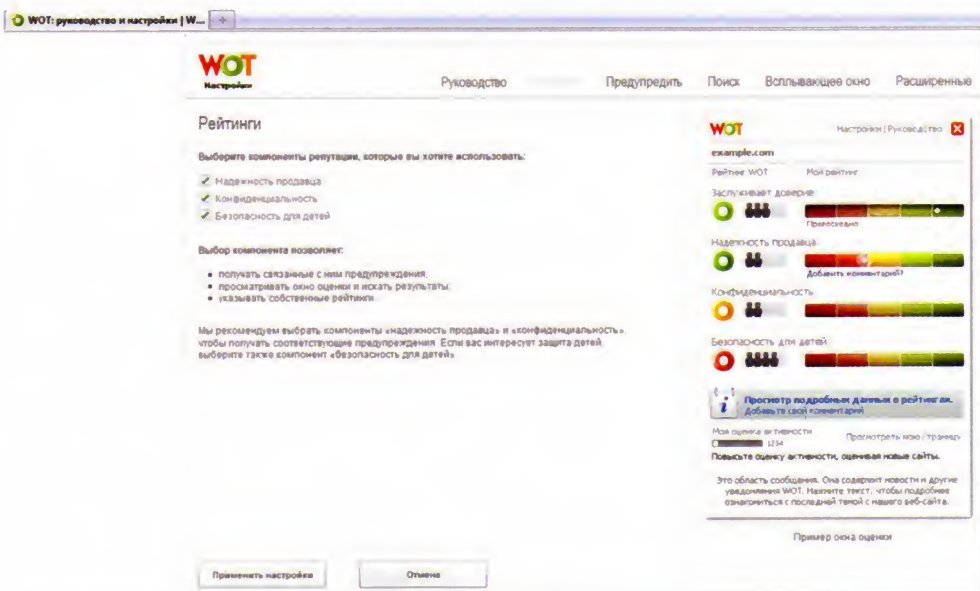 WOT: руководство и настройки | W...
WOT
Настройки
Руководство
Предупредить
Поиск
Всплывающее окно
Расширенные
Рейтинги
Выберите компоненты репутации, которые вы хотите использовать:
Надежность продавца
Конфиденциальность
Безопасность для детей
Выбор компонента позволяет:
получать связанные с ним предупреждения;
просматривать окно оценки и искать результаты;
указывать собственные рейтинги.
Мы рекомендуем выбрать компоненты «надежность продавца» и «конфиденциальность»,
чтобы получать соответствующие предупреждения. Если вас интересует защита детей,
выберите также компонент «безопасность для детей»
Применить настройки
Отмена
WOT
Настройки | Руководство
example.com
Рейтинг WOT
Мой рейтинг
Заслуживает доверие
Превосходно
Надежность продавца
Добавить комментарий?
Конфиденциальность
Безопасность для детей
Просмотр подробных данных о рейтингах.
Добавьте свой комментарий
Моя оценка активности
1234
Просмотреть мою страницу
Повысьте оценку активности, оценивая новые сайты.
Это область сообщения. Она содержит новости и другие
уведомления WOT. Нажмите текст, чтобы подробнее
ознакомиться с последней темой с нашего веб-сайта.
Пример окна оценки